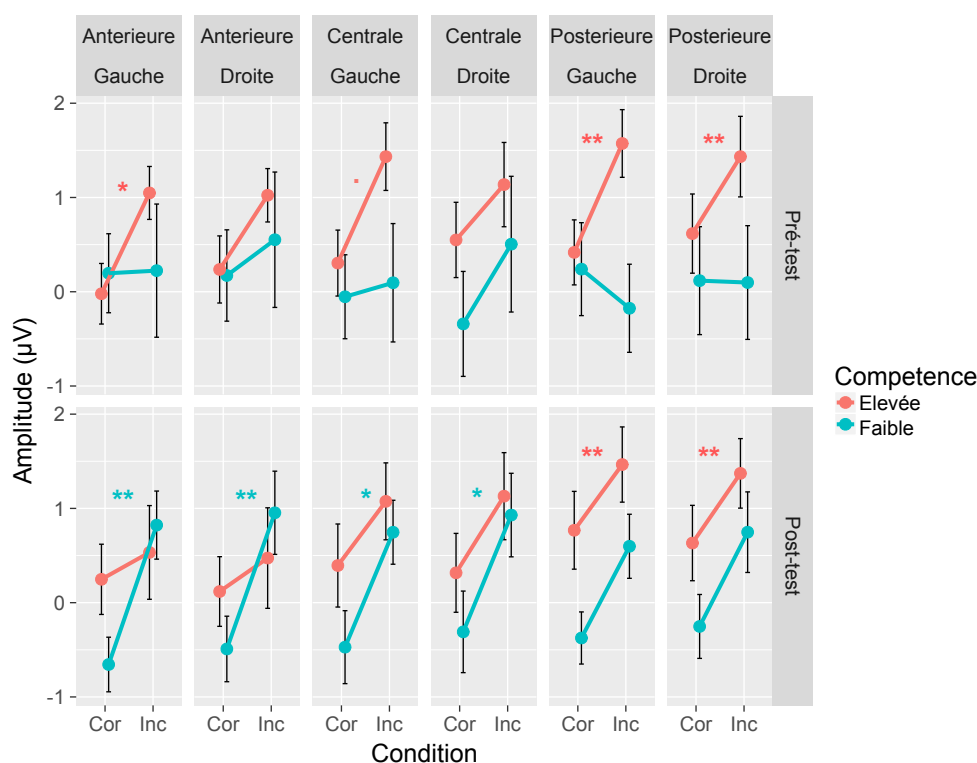 Anterieure Anterieure Centrale Centrale Posterieure Posterieure
Gauche Droite Gauche Droite Gauche Droite
2
1
0
-1
* . ** **
Pré-test
2
1
0
-1
** ** * * ** **
Post-test
Amplitude (µV)
Cor Inc Cor Inc Cor Inc Cor Inc Cor Inc Cor Inc
Condition
Competence
Elevée
Faible